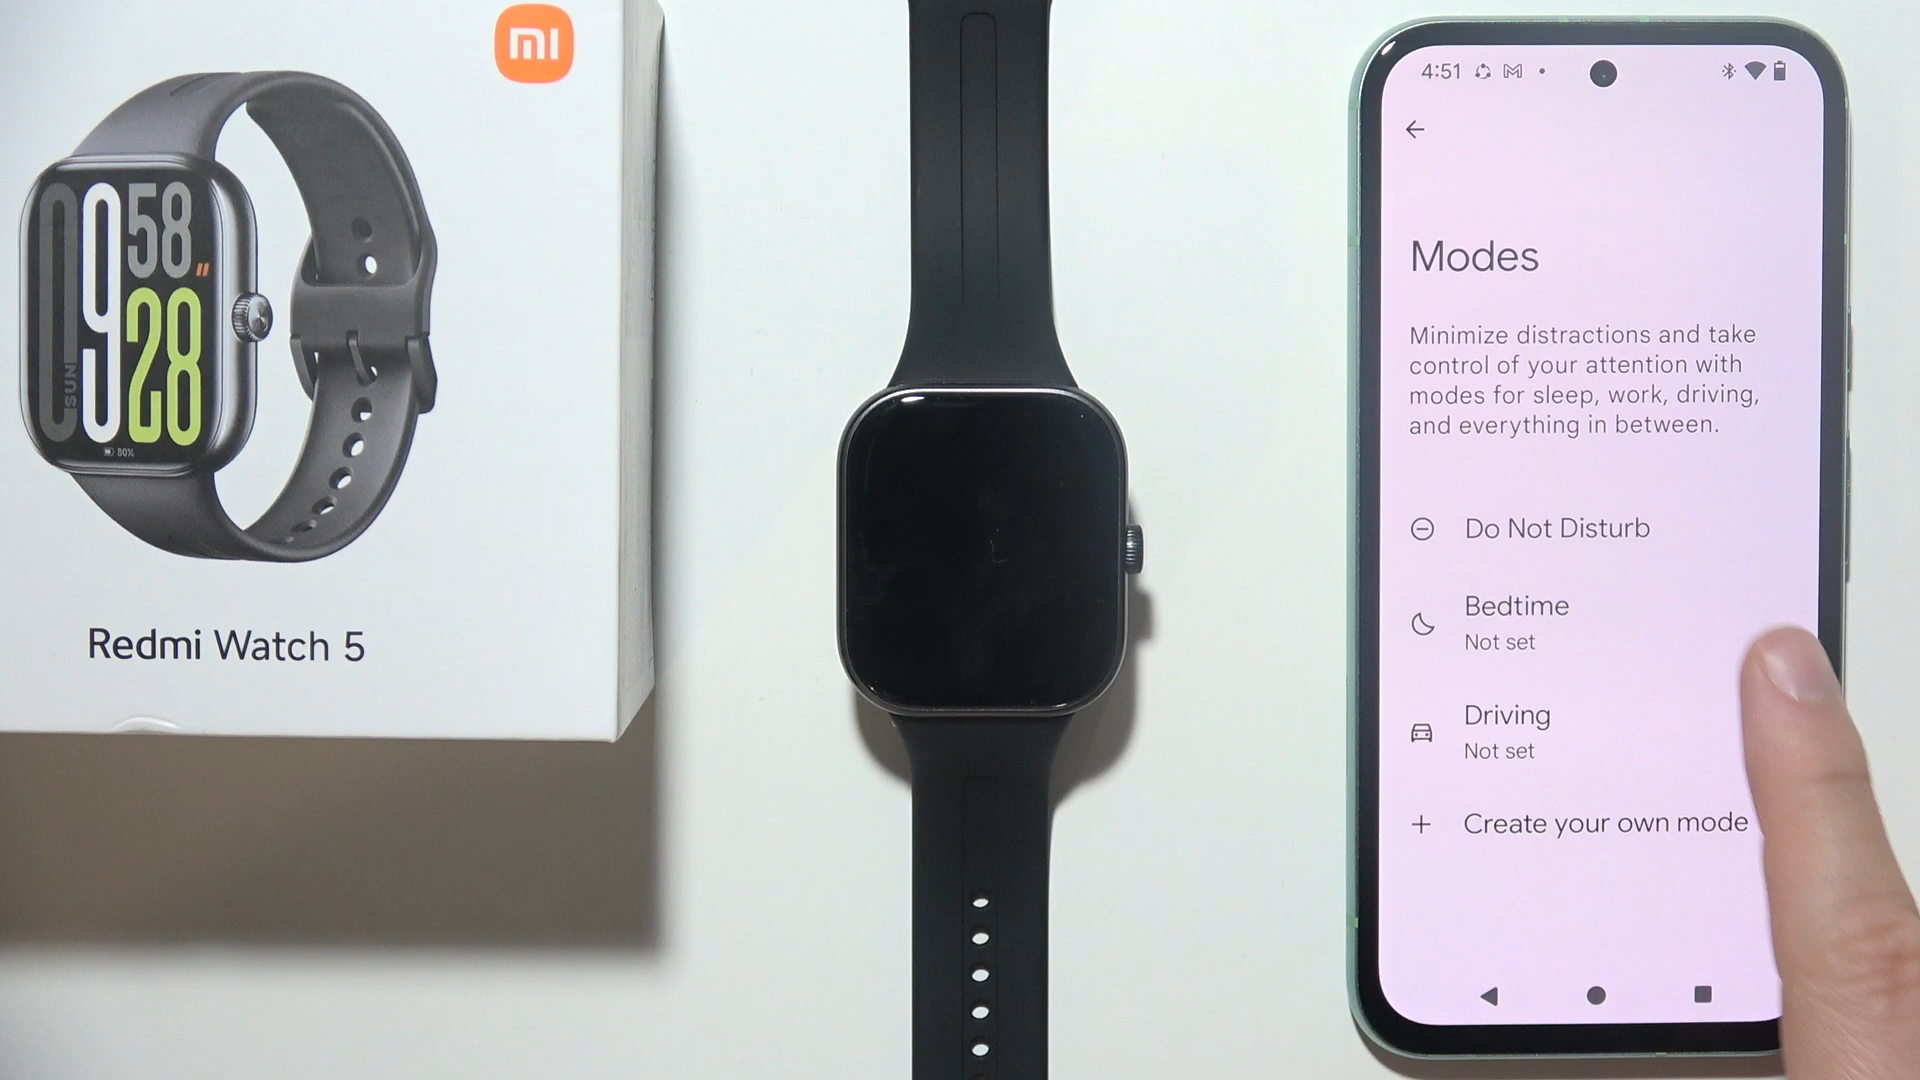 mi
58
09
28
SUN
80%
Redmi Watch 5
4:51
Modes
Minimize distractions and take
control of your attention with
modes for sleep, work, driving,
and everything in between.
Do Not Disturb
Bedtime
Not set
Driving
Not set
Create your own mode